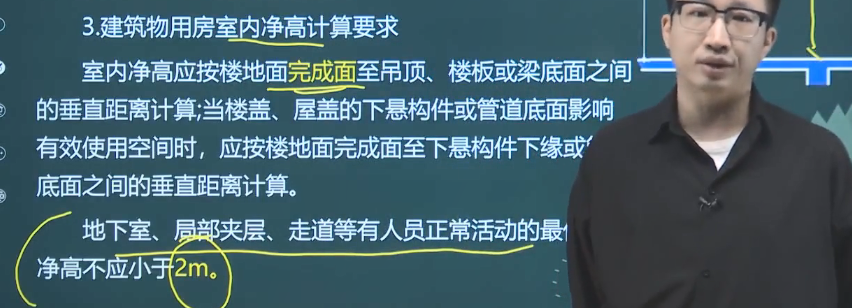 3.建筑物用房室内净高计算要求
室内净高应按楼地面完成面至吊顶、楼板或梁底面之间
的垂直距离计算;当楼盖、屋盖的下悬构件或管道底面影响
有效使用空间时，应按楼地面完成面至下悬构件下缘或
底面之间的垂直距离计算。
地下室、局部夹层、走道等有人员正常活动的最
净高不应小于2m。